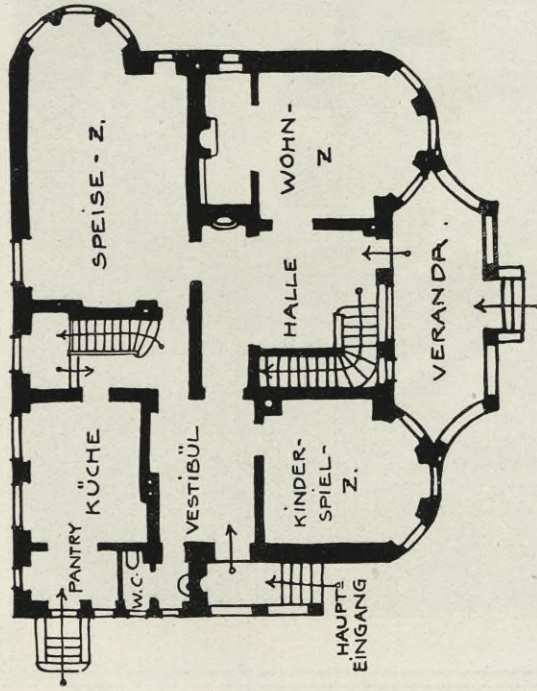 SPEISE-Z.
WOHN-
Z
HALLE
VERANDA.
KÜCHE
PANTRY
W.C.
VESTIBÜL
KINDER-
SPIEL-
Z.
HAUPT=
EINGANG